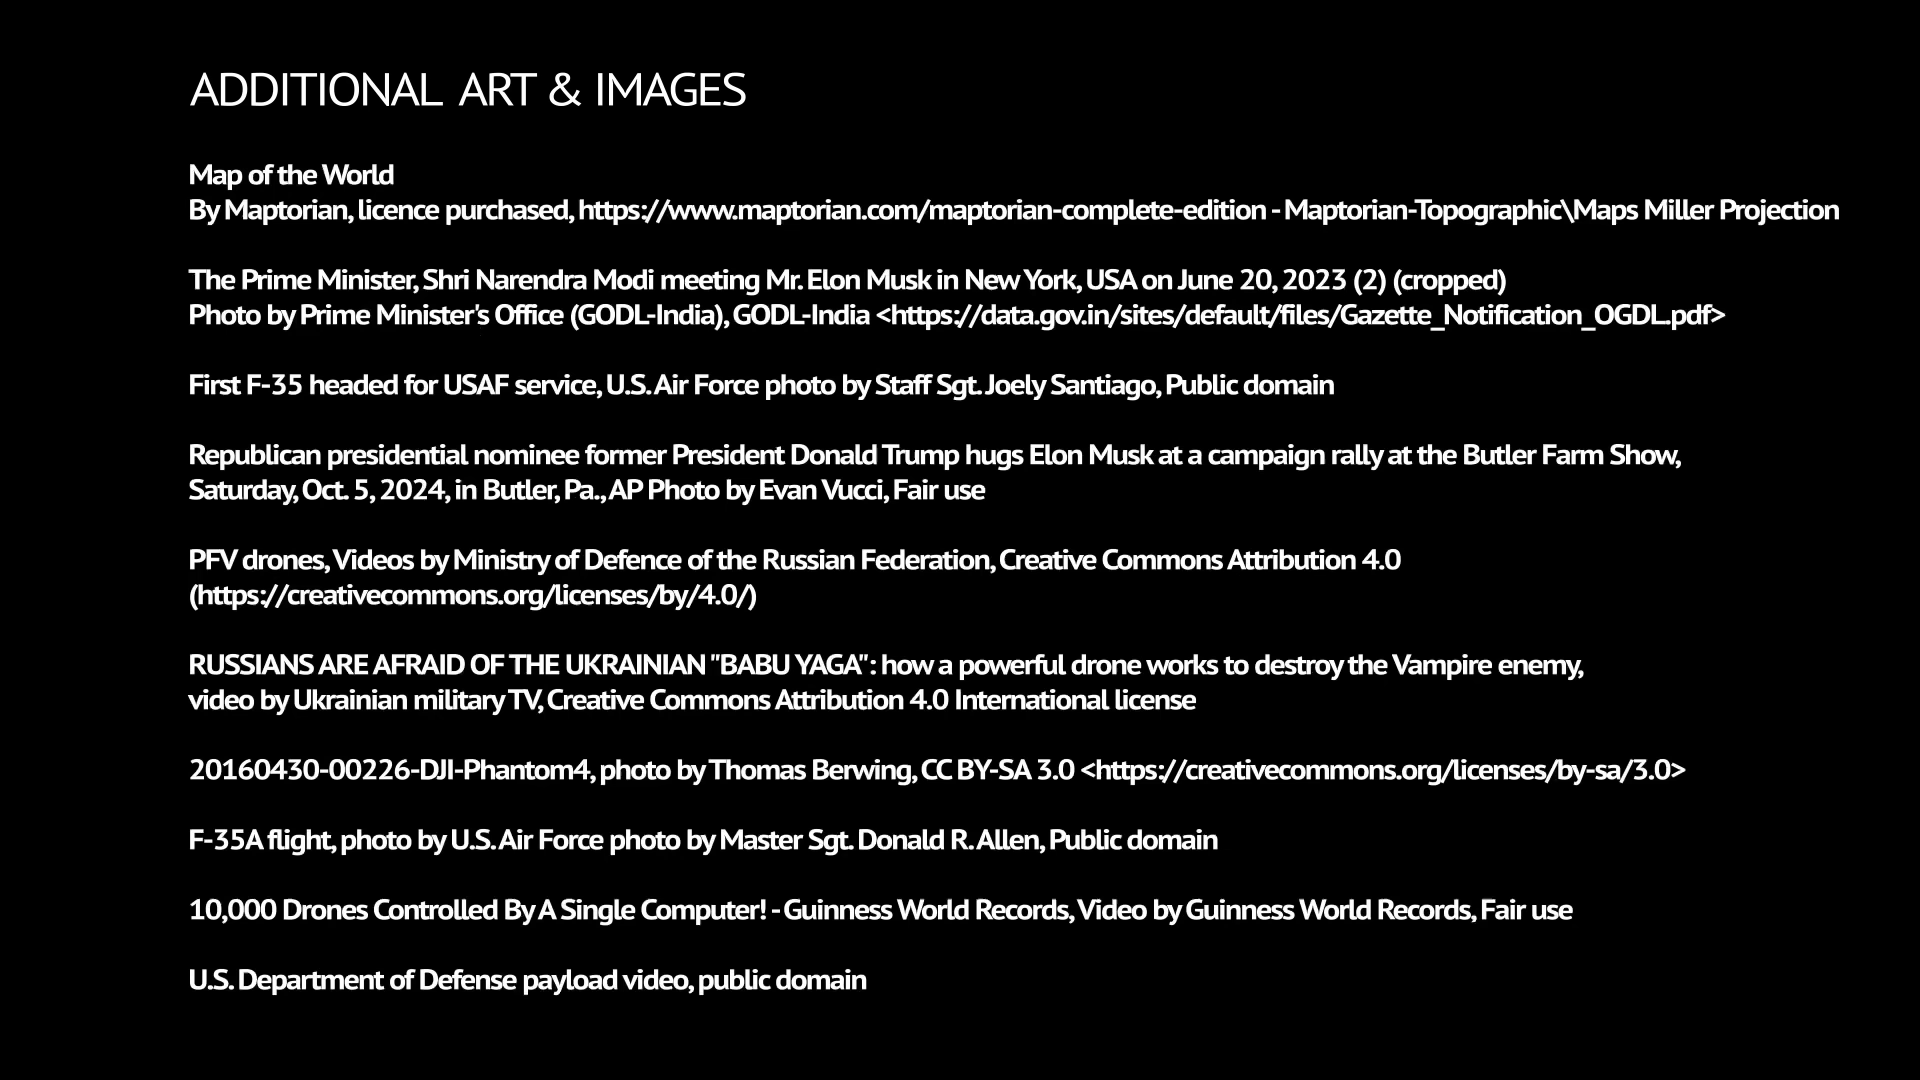 ADDITIONAL ART & IMAGES
Map of the World
By Maptorian, licence purchased, https://www.maptorian.com/maptorian-complete-edition - Maptorian-Topographic\Maps Miller Projection
The Prime Minister, Shri Narendra Modi meeting Mr. Elon Musk in New York, USA on June 20, 2023 (2) (cropped)
Photo by Prime Minister's Office (GODL-India), GODL-India <https://data.gov.in/sites/default/files/Gazette_Notification_OGDL.pdf>
First F-35 headed for USAF service, U.S. Air Force photo by Staff Sgt. Joely Santiago, Public domain
Republican presidential nominee former President Donald Trump hugs Elon Musk at a campaign rally at the Butler Farm Show,
Saturday, Oct. 5, 2024, in Butler, Pa., AP Photo by Evan Vucci, Fair use
PFV drones, Videos by Ministry of Defence of the Russian Federation, Creative Commons Attribution 4.0
(https://creativecommons.org/licenses/by/4.0/)
RUSSIANS ARE AFRAID OF THE UKRAINIAN "BABU YAGA": how a powerful drone works to destroy the Vampire enemy,
video by Ukrainian military TV, Creative Commons Attribution 4.0 International license
20160430-00226-DJI-Phantom4, photo by Thomas Berwing, CC BY-SA 3.0 <https://creativecommons.org/licenses/by-sa/3.0>
F-35A flight, photo by U.S. Air Force photo by Master Sgt. Donald R. Allen, Public domain
10,000 Drones Controlled By A Single Computer! - Guinness World Records, Video by Guinness World Records, Fair use
U.S. Department of Defense payload video, public domain